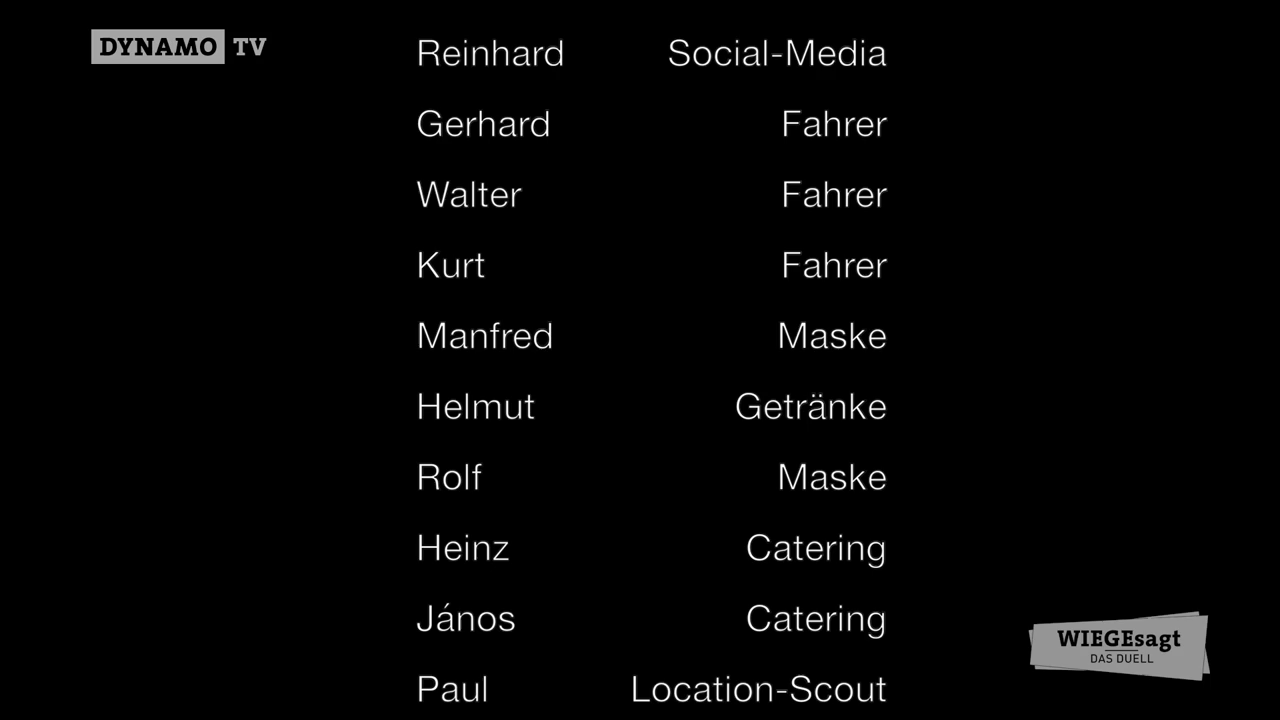 DYNAMO TV
Reinhard Social-Media
Gerhard Fahrer
Walter Fahrer
Kurt Fahrer
Manfred Maske
Helmut Getränke
Rolf Maske
Heinz Catering
János Catering
Paul Location-Scout
WIEGEsagt
DAS DUELL